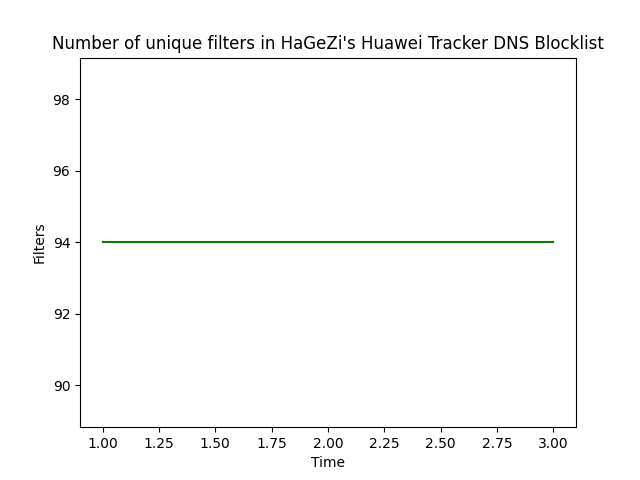 Number of unique filters in HaGeZi's Huawei Tracker DNS Blocklist
98
96
94
92
90
Filters
1.00 1.25 1.50 1.75 2.00 2.25 2.50 2.75 3.00
Time